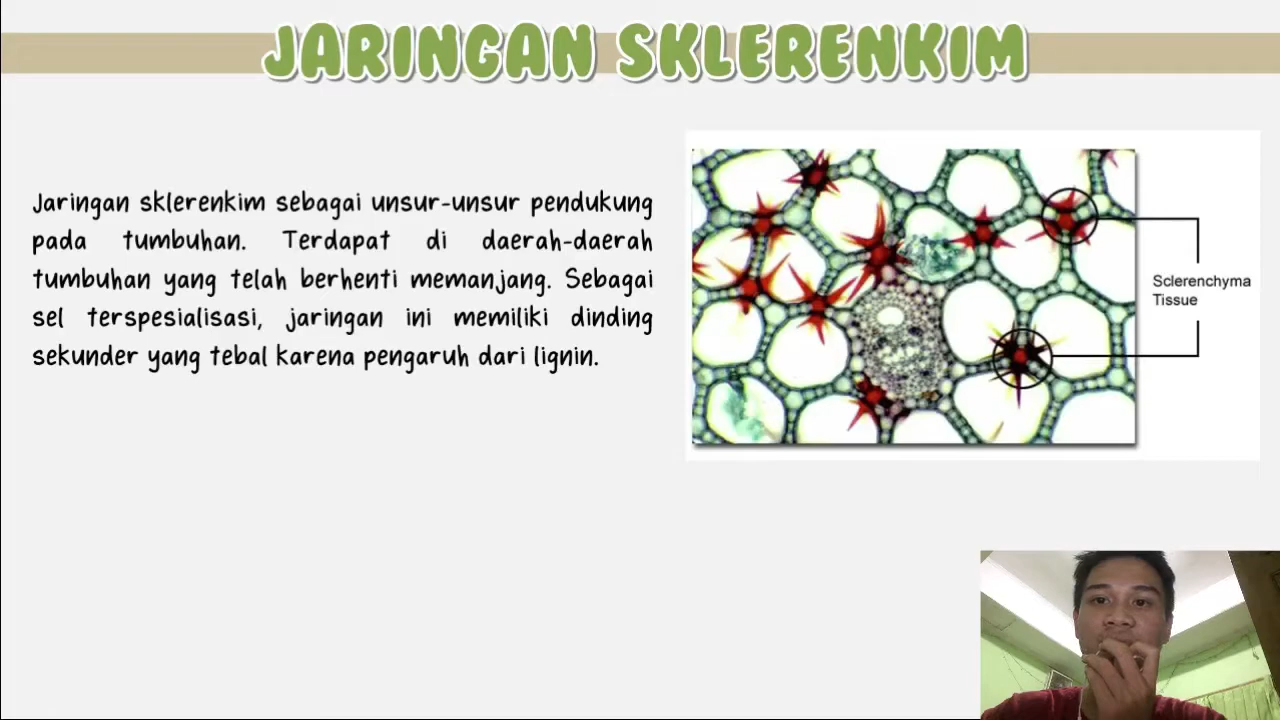 JARINGAN SKLERENKIM
Jaringan sklerenkim sebagai unsur-unsur pendukung
pada tumbuhan. Terdapat di daerah-daerah
tumbuhan yang telah berhenti memanjang. Sebagai
sel terspesialisasi, jaringan ini memiliki dinding
sekunder yang tebal karena pengaruh dari lignin.
Sclerenchyma
Tissue